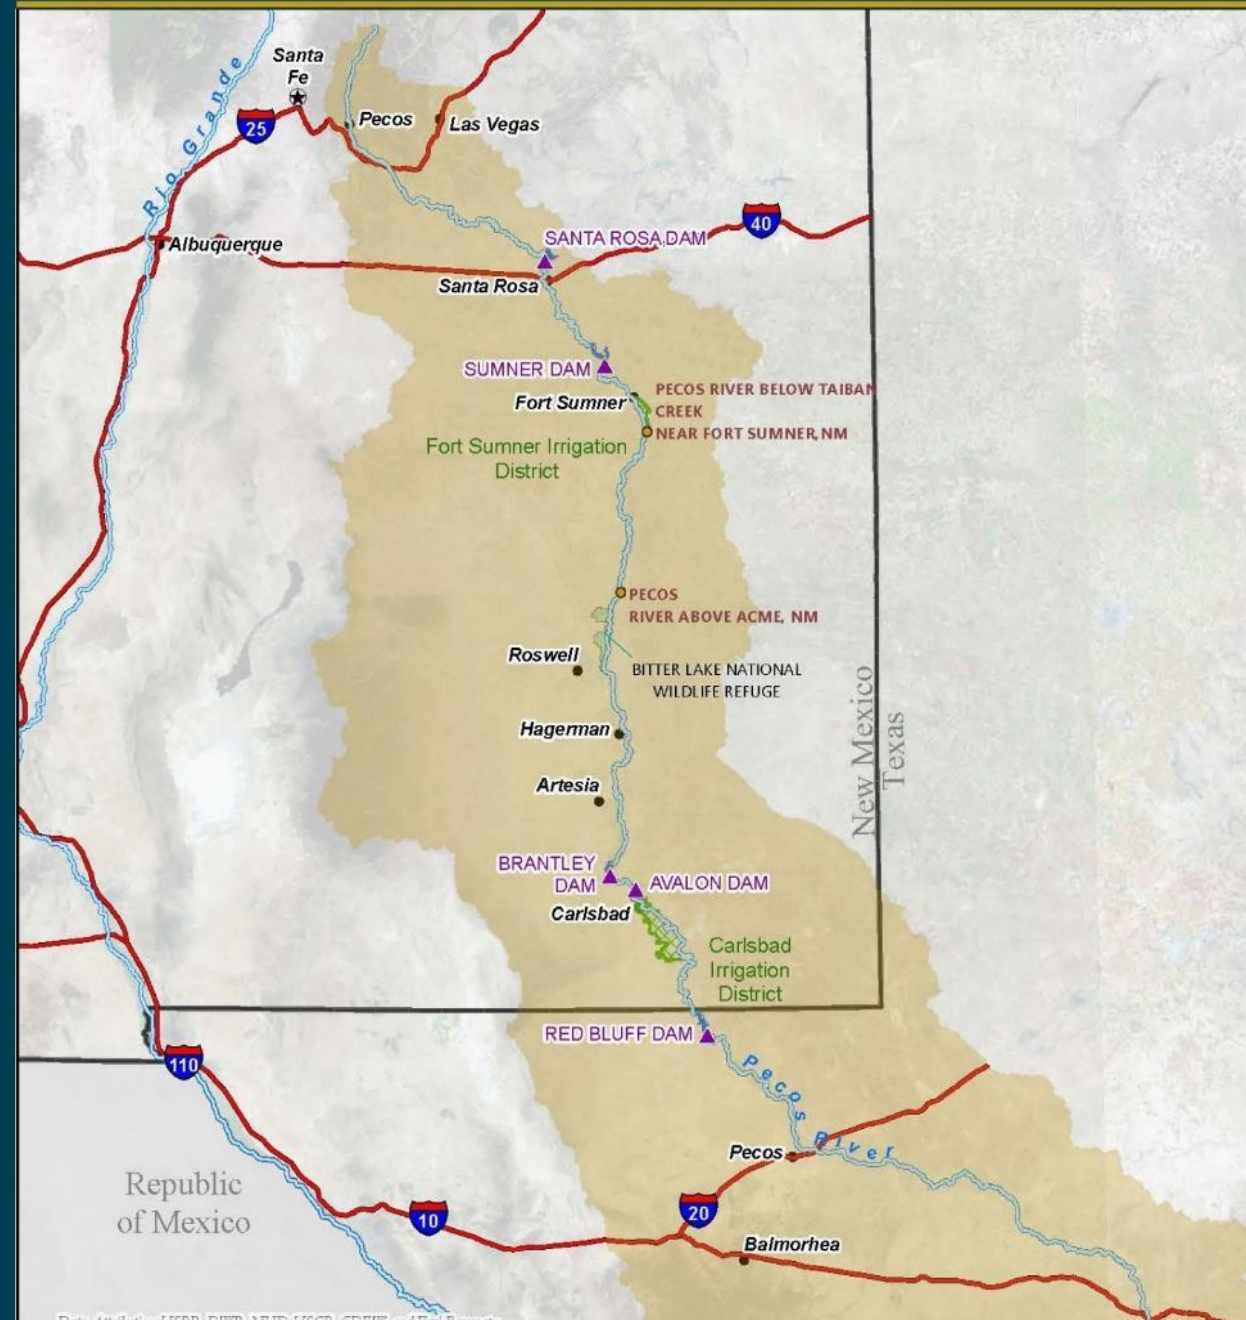 Santa
Fe
Rio Grande
25
Pecos
Las Vegas
40
Albuquerque
SANTA ROSA DAM
Santa Rosa
SUMNER DAM
Fort Sumner
PECOS RIVER BELOW TAIBAN
CREEK
NEAR FORT SUMNER, NM
Fort Sumner Irrigation
District
PECOS
RIVER ABOVE ACME, NM
Roswell
BITTER LAKE NATIONAL
WILDLIFE REFUGE
Hagerman
New Mexico
Texas
Artesia
BRANTLEY
DAM
AVALON DAM
Carlsbad
Carlsbad
Irrigation
District
RED BLUFF DAM
110
Pecos River
Pecos
Republic
of Mexico
10
20
Balmorhea